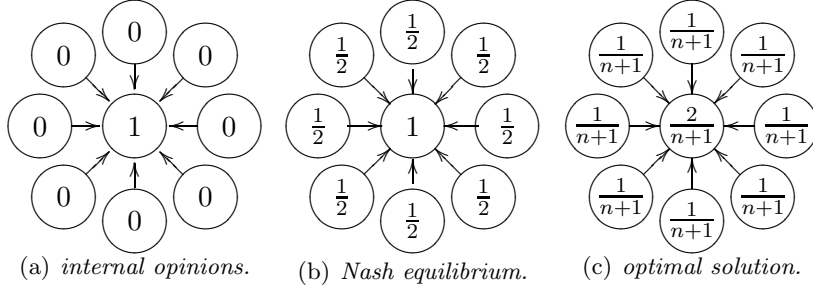 0
0 0
0 1 0
0 0
0
(a) internal opinions.
1/2
1/2 1/2
1/2 1 1/2
1/2 1/2
1/2
(b) Nash equilibrium.
1/n+1
1/n+1 1/n+1
1/n+1 2/n+1 1/n+1
1/n+1 1/n+1
1/n+1
(c) optimal solution.